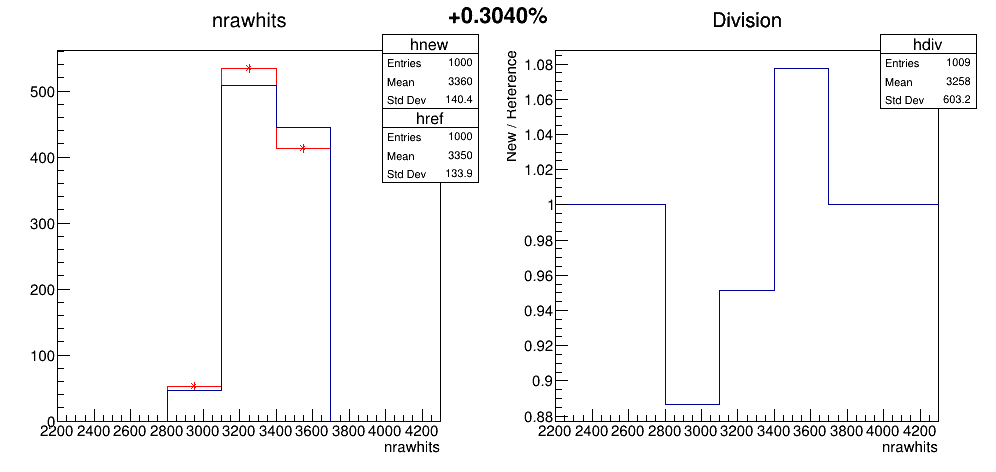 +0.3040%
nrawhits
hnew
Entries 1000
Mean 3360
Std Dev 140.4
href
Entries 1000
Mean 3350
Std Dev 133.9
500
400
300
200
100
0
2200 2400 2600 2800 3000 3200 3400 3600 3800 4000 4200
nrawhits
Division
hdiv
Entries 1009
Mean 3258
Std Dev 603.2
New / Reference
1.08
1.06
1.04
1.02
1
0.98
0.96
0.94
0.92
0.9
0.88
2200 2400 2600 2800 3000 3200 3400 3600 3800 4000 4200
nrawhits